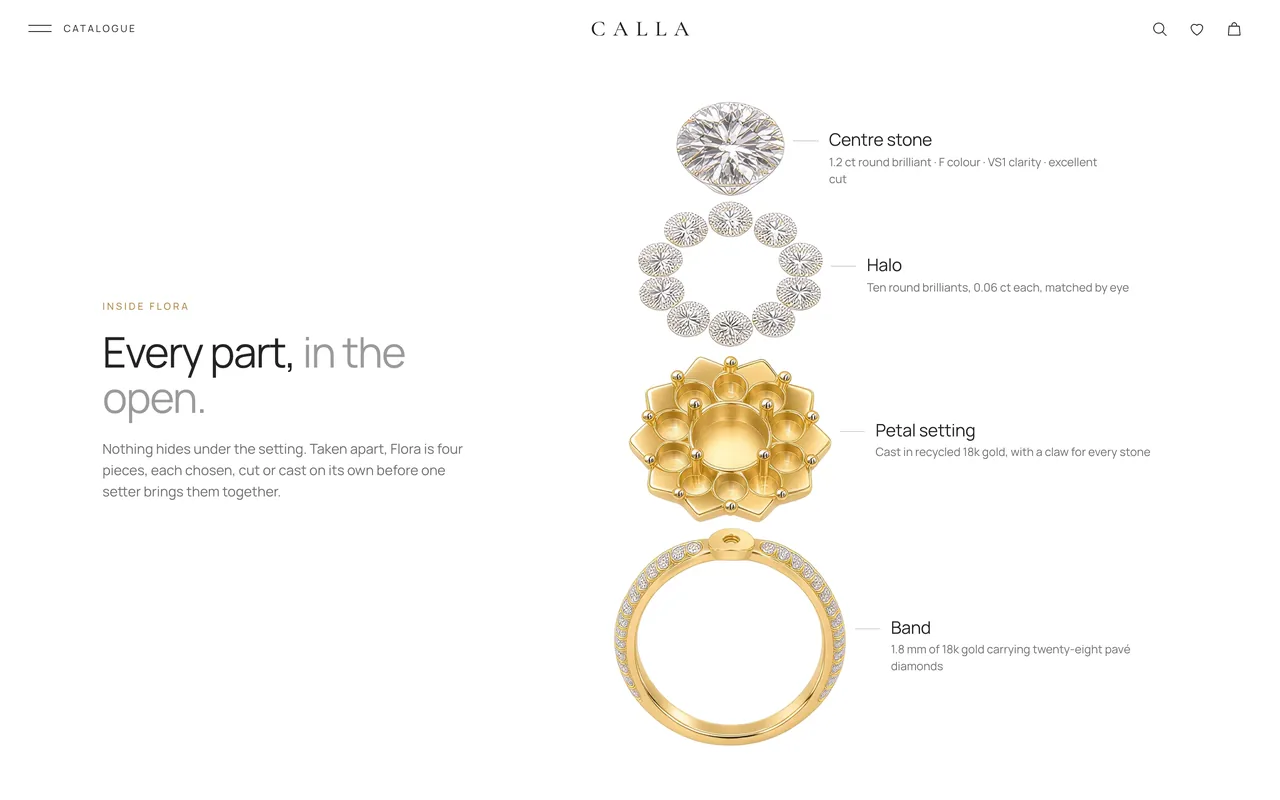 CATALOGUE
CALLA
Centre stone
1.2 ct round brilliant · F colour · VS1 clarity · excellent
cut
Halo
Ten round brilliants, 0.06 ct each, matched by eye
INSIDE FLORA
Every part, in the
open.
Nothing hides under the setting. Taken apart, Flora is four
pieces, each chosen, cut or cast on its own before one
setter brings them together.
Petal setting
Cast in recycled 18k gold, with a claw for every stone
Band
1.8 mm of 18k gold carrying twenty-eight pavé
diamonds